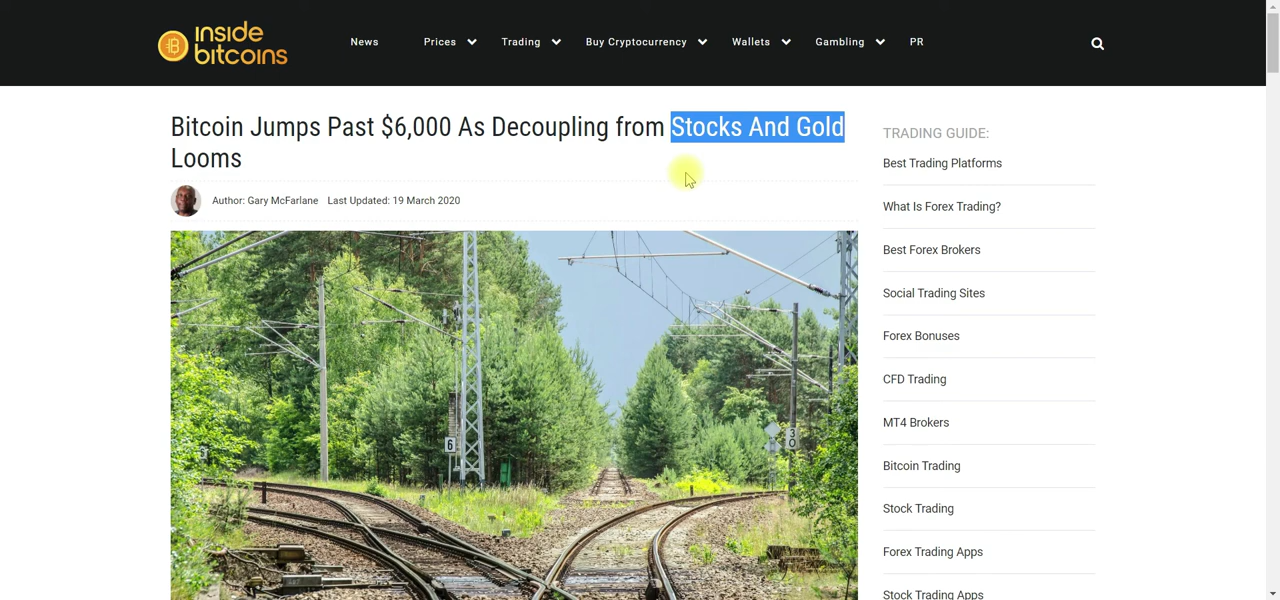 inside
bitcoins
News Prices Trading Buy Cryptocurrency Wallets Gambling PR
Bitcoin Jumps Past $6,000 As Decoupling from Stocks And Gold
Looms
Author: Gary McFarlane Last Updated: 19 March 2020
6
3
0
TRADING GUIDE:
Best Trading Platforms
What Is Forex Trading?
Best Forex Brokers
Social Trading Sites
Forex Bonuses
CFD Trading
MT4 Brokers
Bitcoin Trading
Stock Trading
Forex Trading Apps
Stock Trading Apps